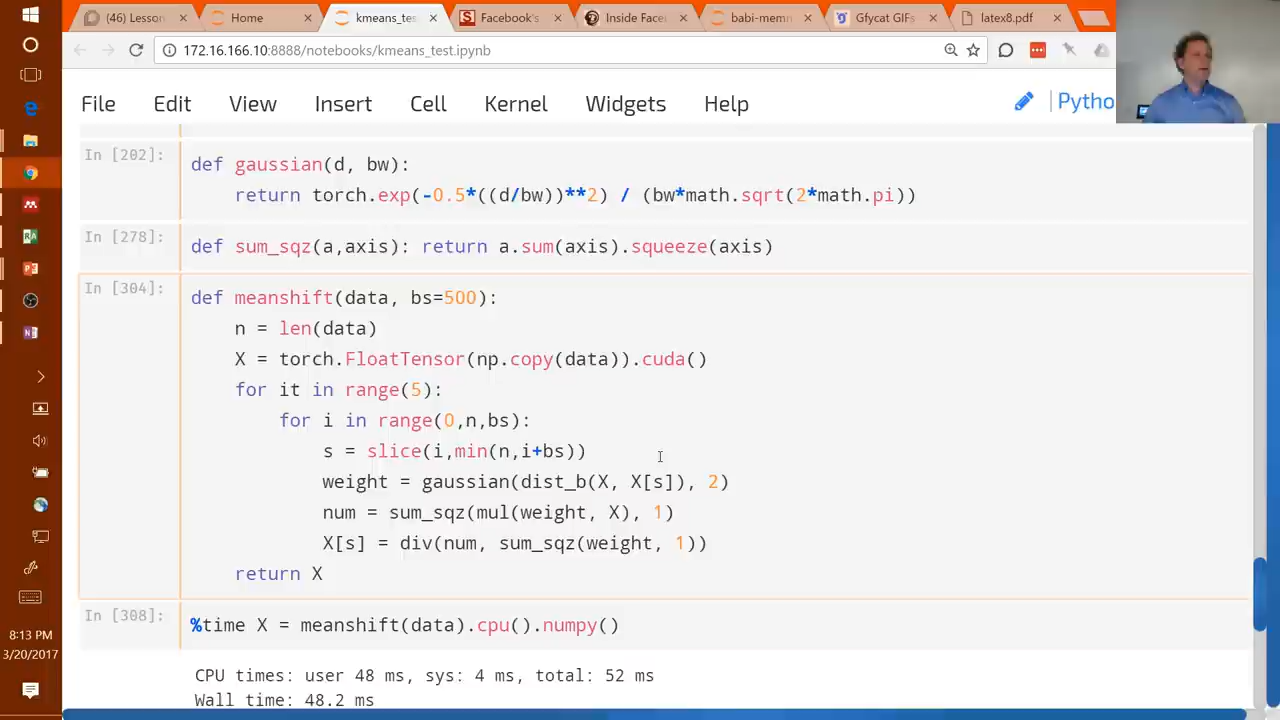 (46) Lesson
Home
kmeans_tes
Facebook's
Inside Face
babi-memn
Gfycat GIFs
latex8.pdf
172.16.166.10:8888/notebooks/kmeans_test.ipynb
File Edit View Insert Cell Kernel Widgets Help
Pytho
In [202]:
def gaussian(d, bw):
return torch.exp(-0.5*((d/bw))**2) / (bw*math.sqrt(2*math.pi))
In [278]:
def sum_sqz(a,axis): return a.sum(axis).squeeze(axis)
In [304]:
def meanshift(data, bs=500):
n = len(data)
X = torch.FloatTensor(np.copy(data)).cuda()
for it in range(5):
for i in range(0,n,bs):
s = slice(i,min(n,i+bs))
weight = gaussian(dist_b(X, X[s]), 2)
num = sum_sqz(mul(weight, X), 1)
X[s] = div(num, sum_sqz(weight, 1))
return X
In [308]:
%time X = meanshift(data).cpu().numpy()
CPU times: user 48 ms, sys: 4 ms, total: 52 ms
Wall time: 48.2 ms
8:13 PM
3/20/2017